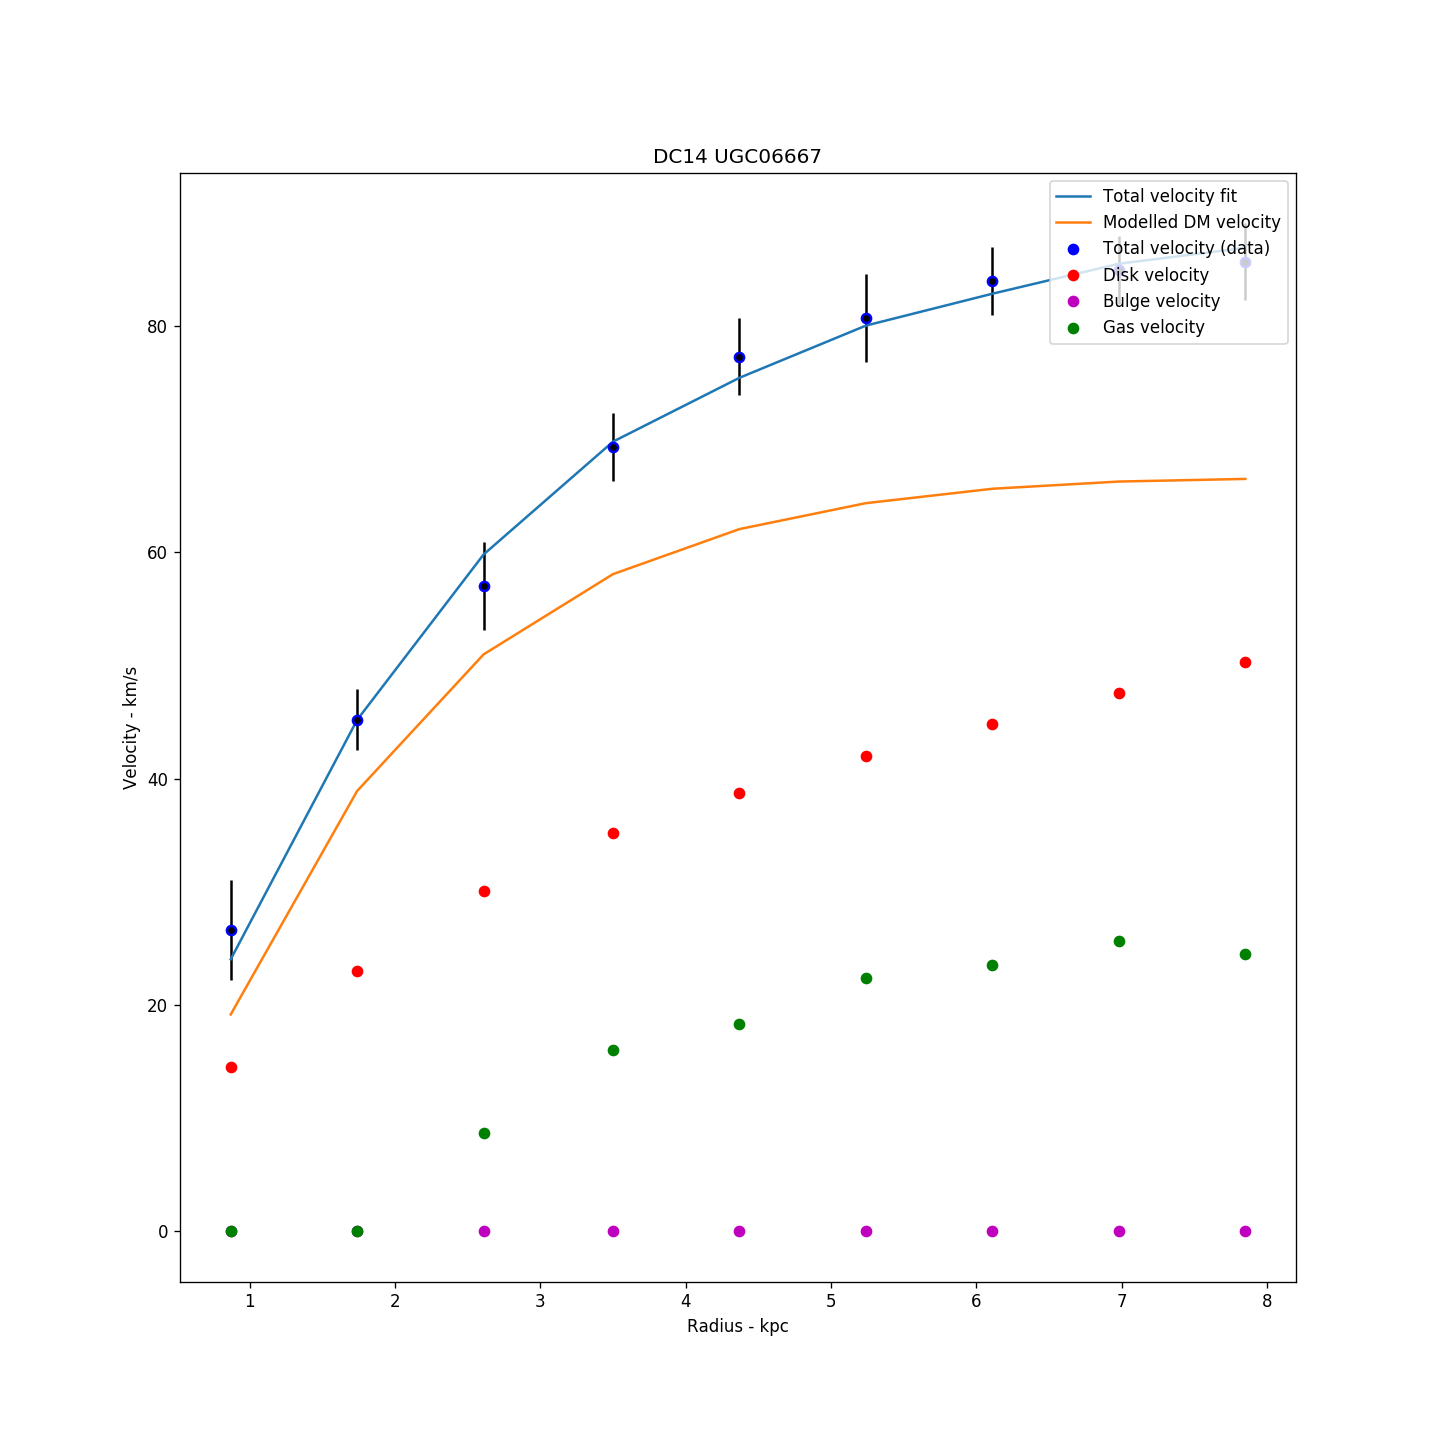 DC14 UGC06667
Total velocity fit
Modelled DM velocity
Total velocity (data)
Disk velocity
Bulge velocity
Gas velocity
Velocity - km/s
80
60
40
20
0
1 2 3 4 5 6 7 8
Radius - kpc